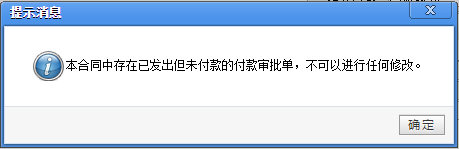 提示消息
本合同中存在已发出但未付款的付款审批单，不可以进行任何修改。
确定